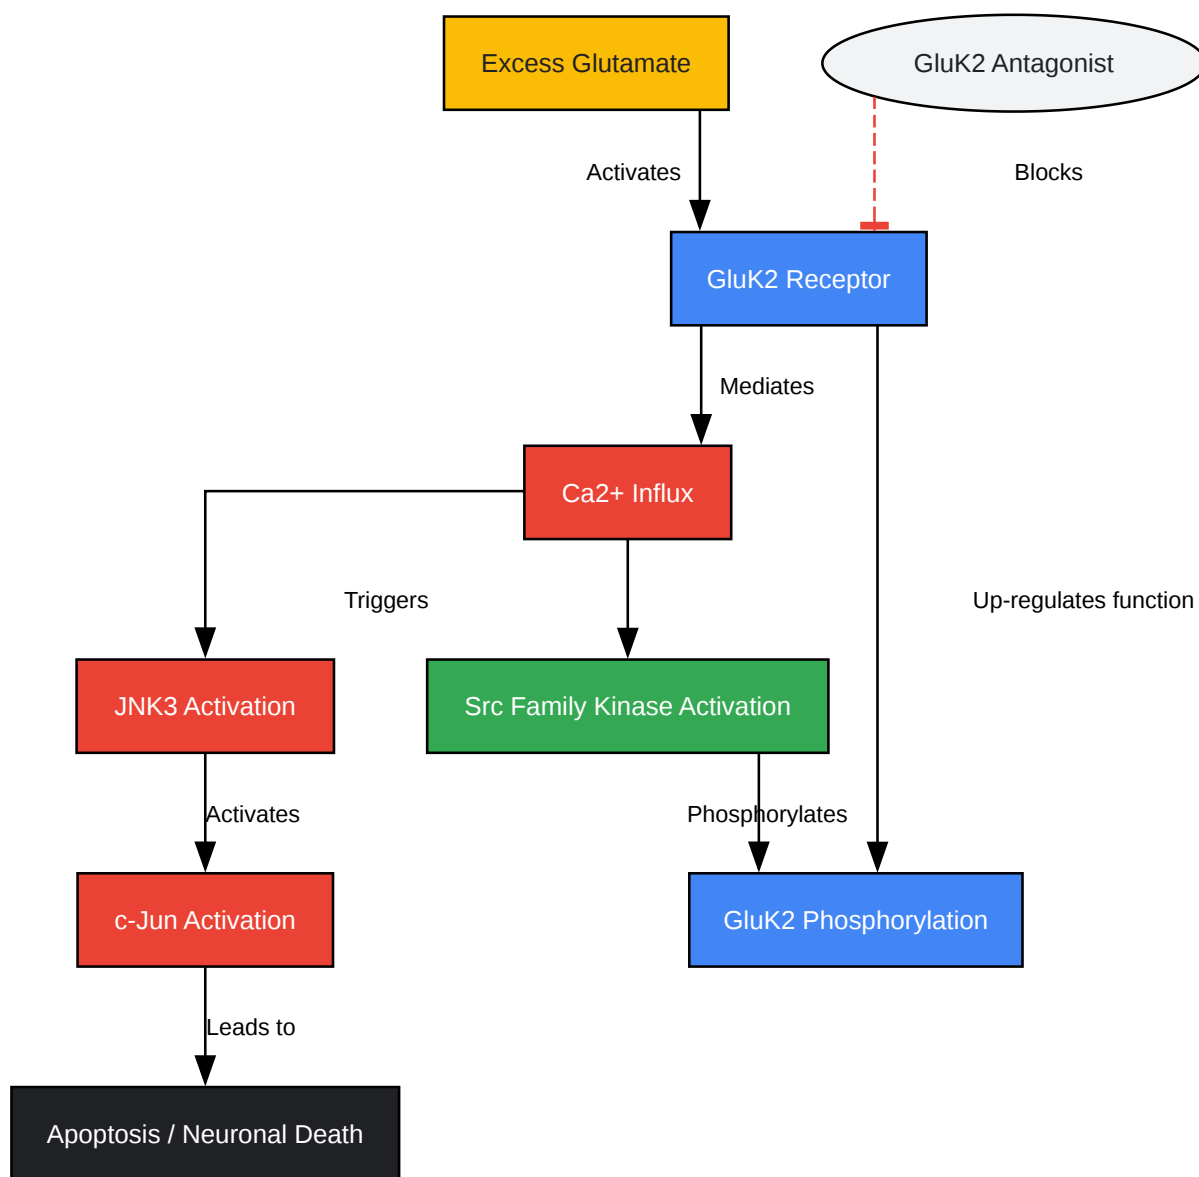 Excess Glutamate
GluK2 Antagonist
Activates
Blocks
GluK2 Receptor
Mediates
Ca2+ Influx
Triggers
Up-regulates function
JNK3 Activation
Src Family Kinase Activation
Activates
Phosphorylates
c-Jun Activation
GluK2 Phosphorylation
Leads to
Apoptosis / Neuronal Death